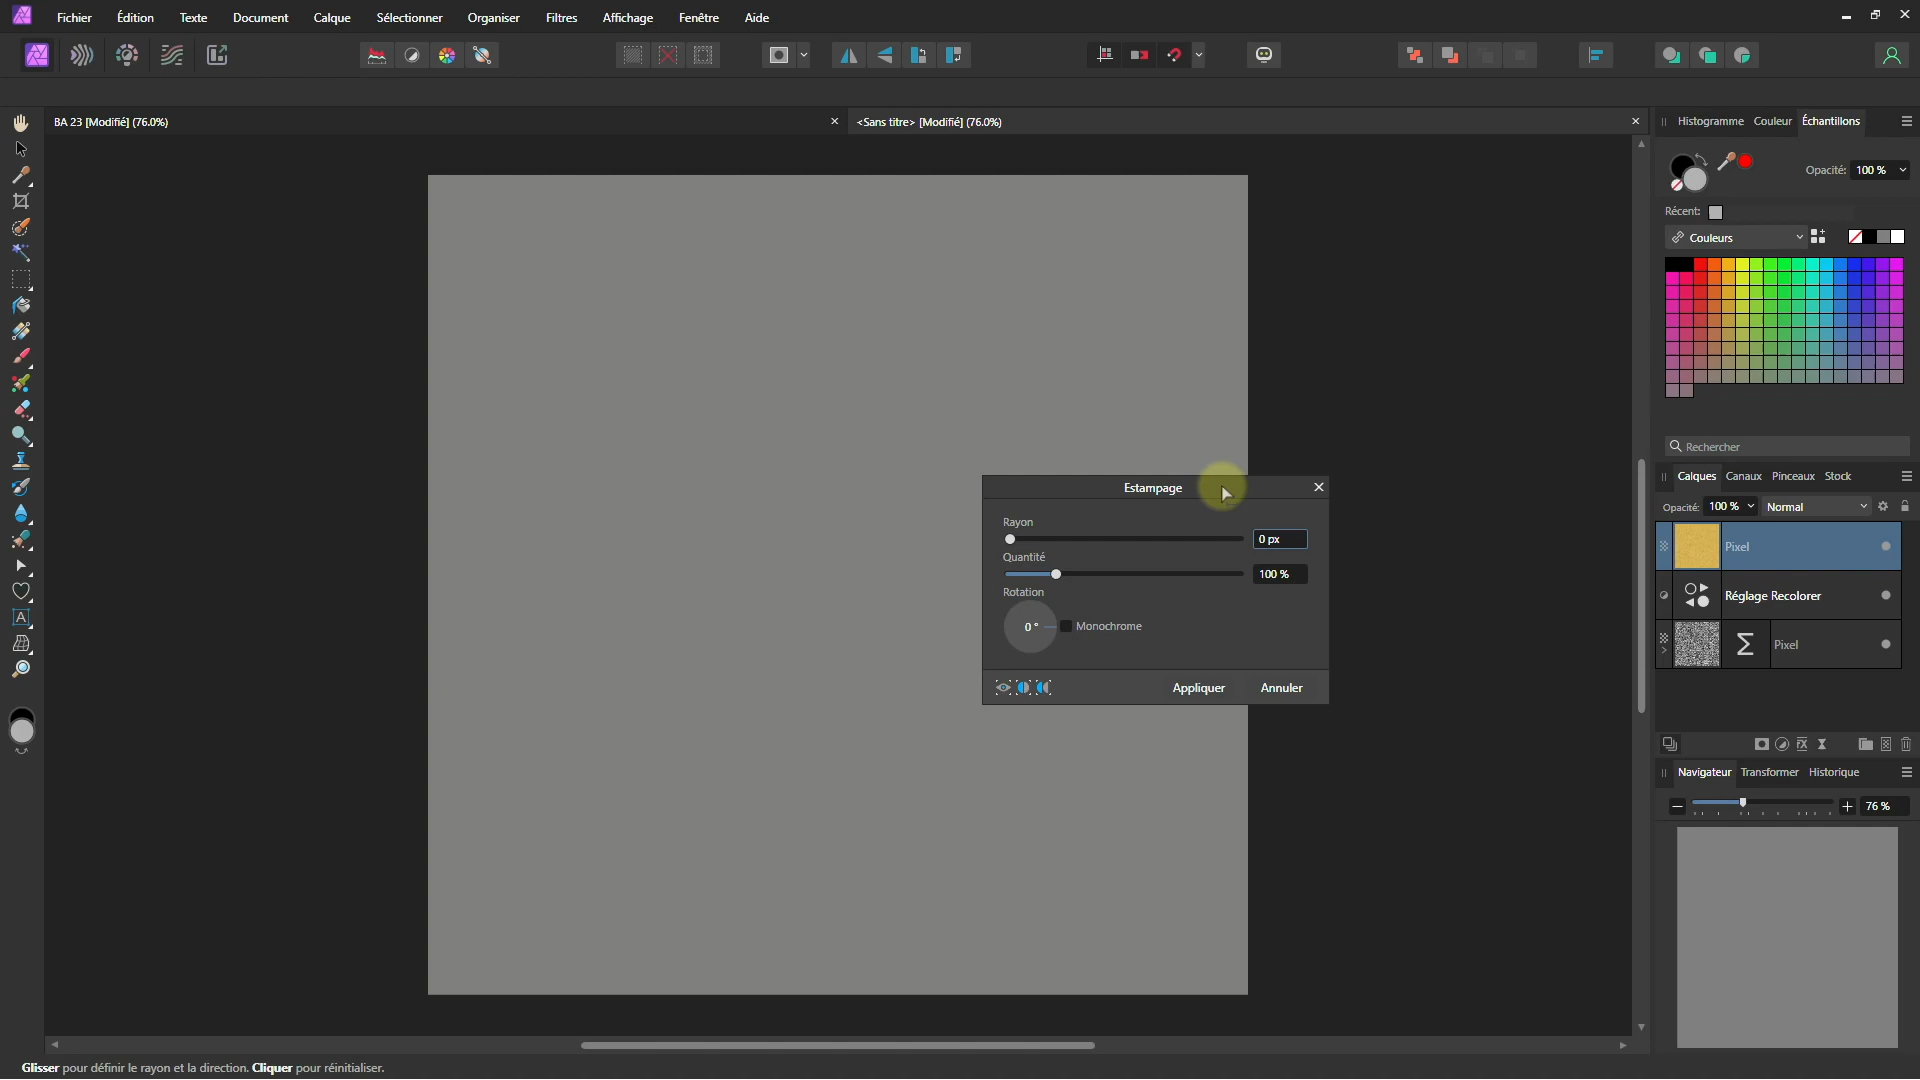 Fichier Édition Texte Document Calque Sélectionner Organiser Filtres Affichage Fenêtre Aide
BA 23 [Modifié] (76.0%)
<Sans titre> [Modifié] (76.0%)
Histogramme Couleur Échantillons
Opacité: 100 %
Récent:
Couleurs
Rechercher
Calques Canaux Pinceaux Stock
Opacité: 100 % Normal
Pixel
Réglage Recolorer
Pixel
Navigateur Transformer Historique
76 %
Estampage
Rayon
0 px
Quantité
100 %
Rotation
0 °
Monochrome
Appliquer Annuler
Glisser pour définir le rayon et la direction. Cliquer pour réinitialiser.